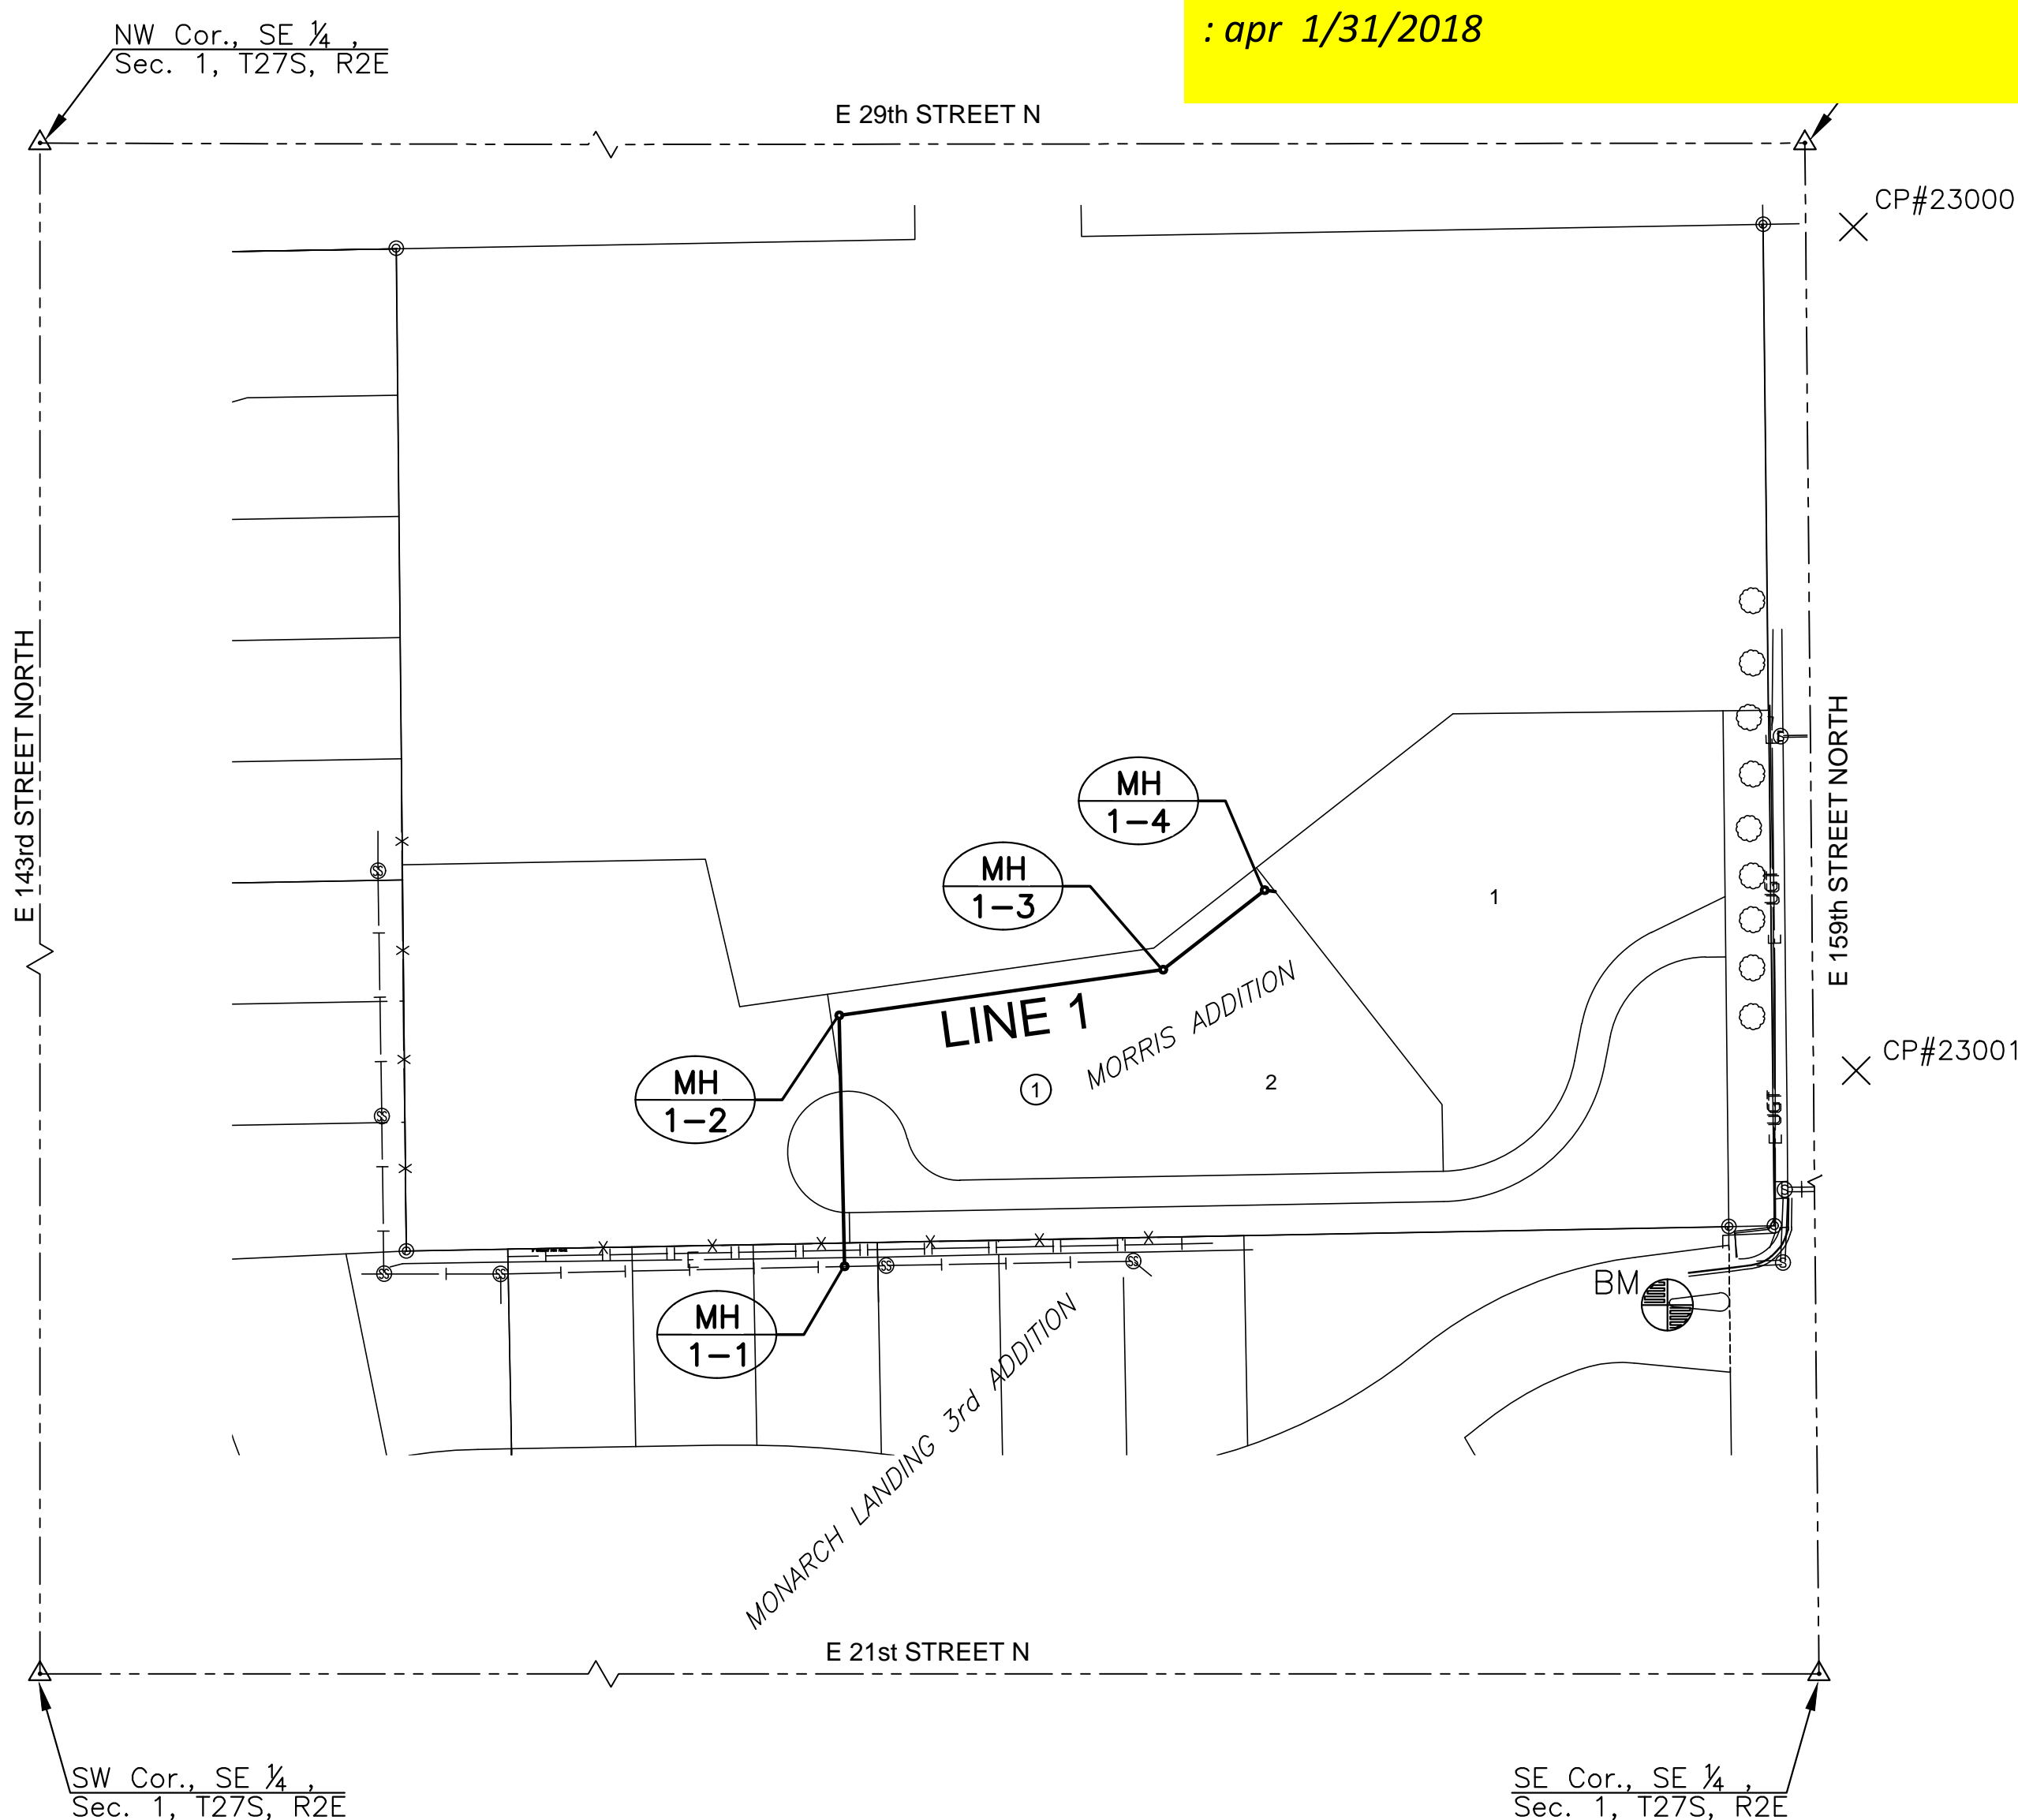 : apr 1/31/2018
NW Cor., SE ¼ ,
Sec. 1, T27S, R2E
E 29th STREET N
CP#23000
E 143rd STREET NORTH
E 159th STREET NORTH
MH
1-4
MH
1-3
1
UGT
E
LINE 1
MORRIS ADDITION
CP#23001
MH
1-2
1
2
UGT
E
E
BM
MH
1-1
MONARCH LANDING 3rd ADDITION
E 21st STREET N
SW Cor., SE ¼ ,
Sec. 1, T27S, R2E
SE Cor., SE ¼ ,
Sec. 1, T27S, R2E